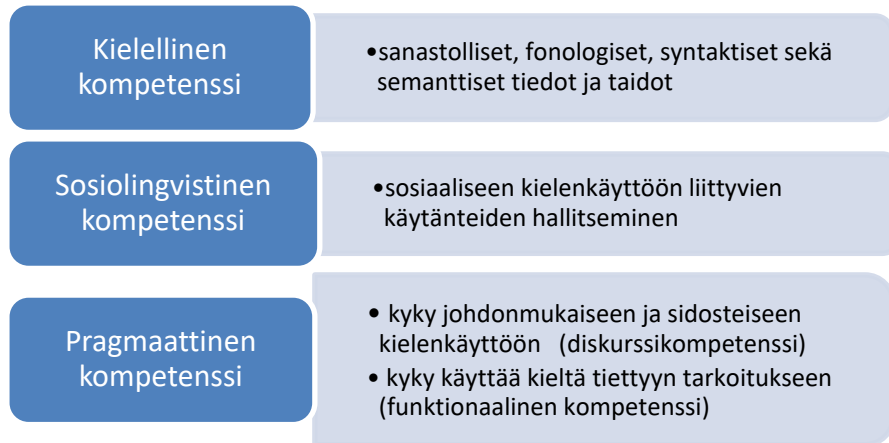 Kielellinen
kompetenssi
•sanastolliset, fonologiset, syntaktiset sekä
semanttiset tiedot ja taidot
Sosiolingvistinen
kompetenssi
•sosiaaliseen kielenkäyttöön liittyvien
käytänteiden hallitseminen
Pragmaattinen
kompetenssi
• kyky johdonmukaiseen ja sidosteiseen
kielenkäyttöön (diskurssikompetenssi)
• kyky käyttää kieltä tiettyyn tarkoitukseen
(funktionaalinen kompetenssi)